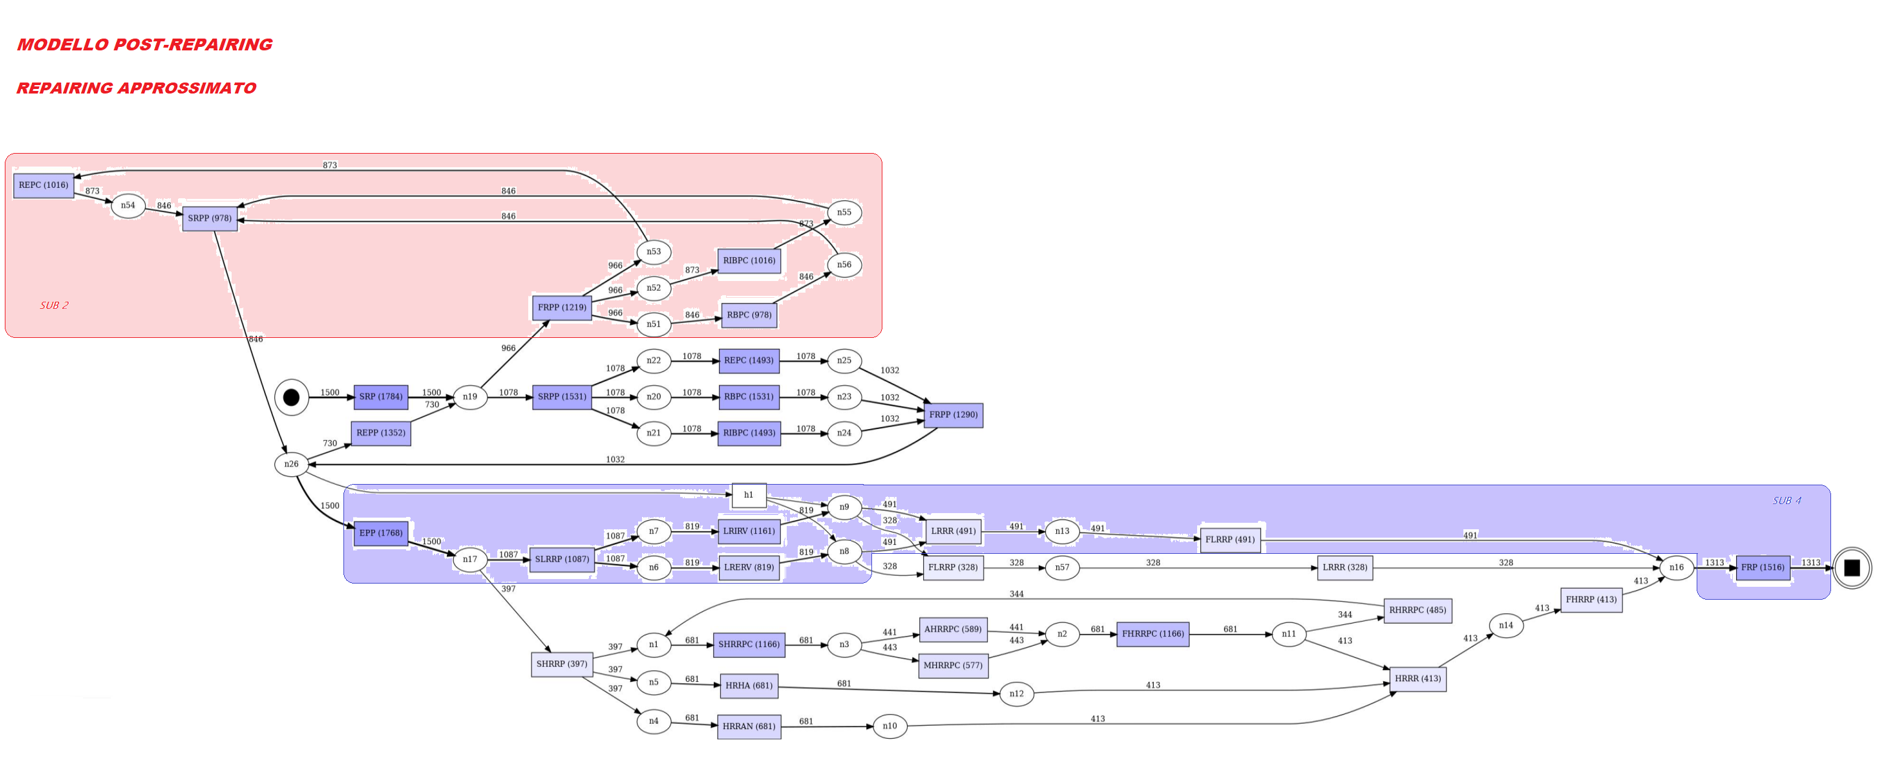 MODELLO POST-REPAIRING
REPAIRING APPROSSIMATO
873
REPC (1016)
873
n54
846
SRPP (978)
846
846
n55
873
n53
RIBPC (1016)
n56
966
873
n52
966
846
FRPP (1219)
966
n51
846
RBPC (978)
SUB 2
846
966
n22
1078
REPC (1493)
1078
n25
1032
1078
1500
SRP (1784)
1500
n19
1078
SRPP (1531)
1078
n20
1078
RBPC (1531)
1078
n23
1032
FRPP (1290)
730
REPP (1352)
1078
n21
1078
RIBPC (1493)
1078
n24
1032
730
n26
1032
1500
h1
SUB 4
n9
491
819
328
EPP (1768)
1500
n7
819
LRIRV (1161)
LRRR (491)
491
n13
491
FLRRP (491)
491
1087
n17
1087
SLRRP (1087)
1087
n6
819
LRERV (819)
819
n8
491
328
FLRRP (328)
328
n57
328
LRRR (328)
328
n16
1313
FRP (1516)
1313
397
344
RHRRPC (485)
413
FHRRP (413)
413
n14
344
413
413
397
n1
681
SHRRPC (1166)
681
n3
441
AHRRPC (589)
441
443
MHRRPC (577)
443
n2
681
FHRRPC (1166)
681
n11
SHRRP (397)
397
n5
681
HRHA (681)
681
n12
413
HRRR (413)
397
n4
681
HRRAN (681)
681
n10
413